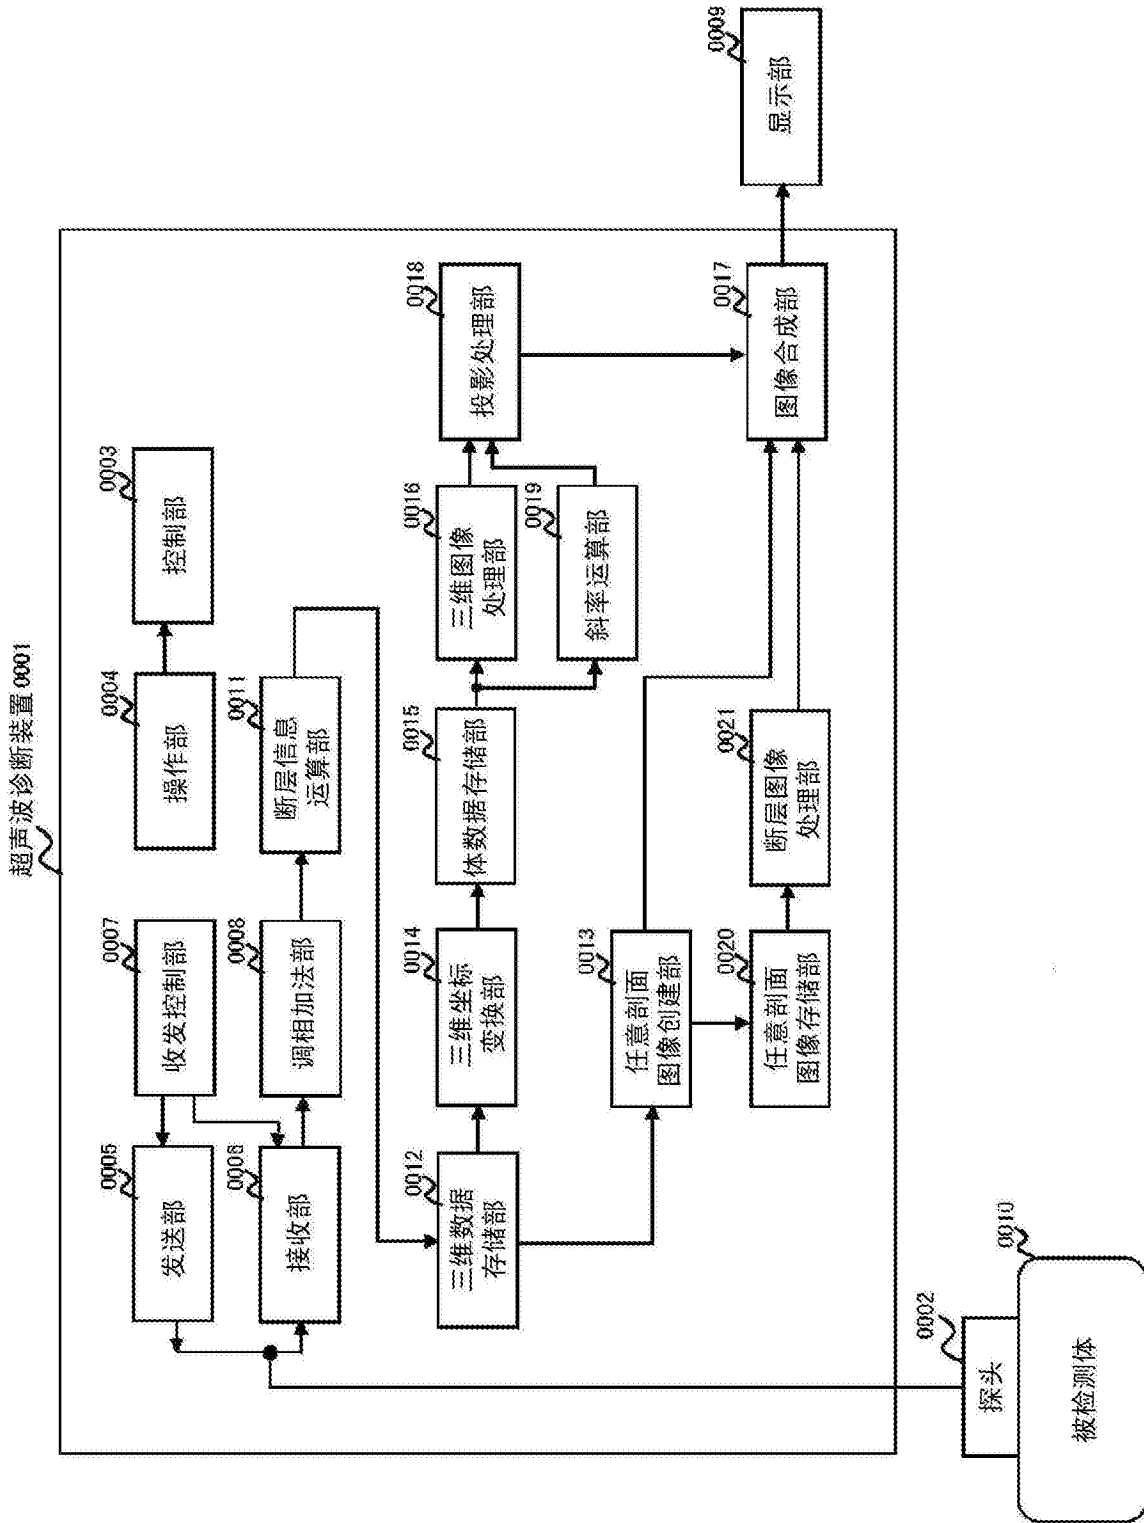 超声波诊断装置 0001
0007
收发控制部
0004
操作部
0003
控制部
0005
发送部
0006
接收部
0008
调相加法部
0011
断层信息
运算部
0012
三维数据
存储部
0014
三维坐标
变换部
0015
体数据存储部
0016
三维图像
处理部
0018
投影处理部
0019
斜率运算部
0013
任意剖面
图像创建部
0020
任意剖面
图像存储部
0021
断层图像
处理部
0017
图像合成部
0009
显示部
0002
探头
0010
被检测体